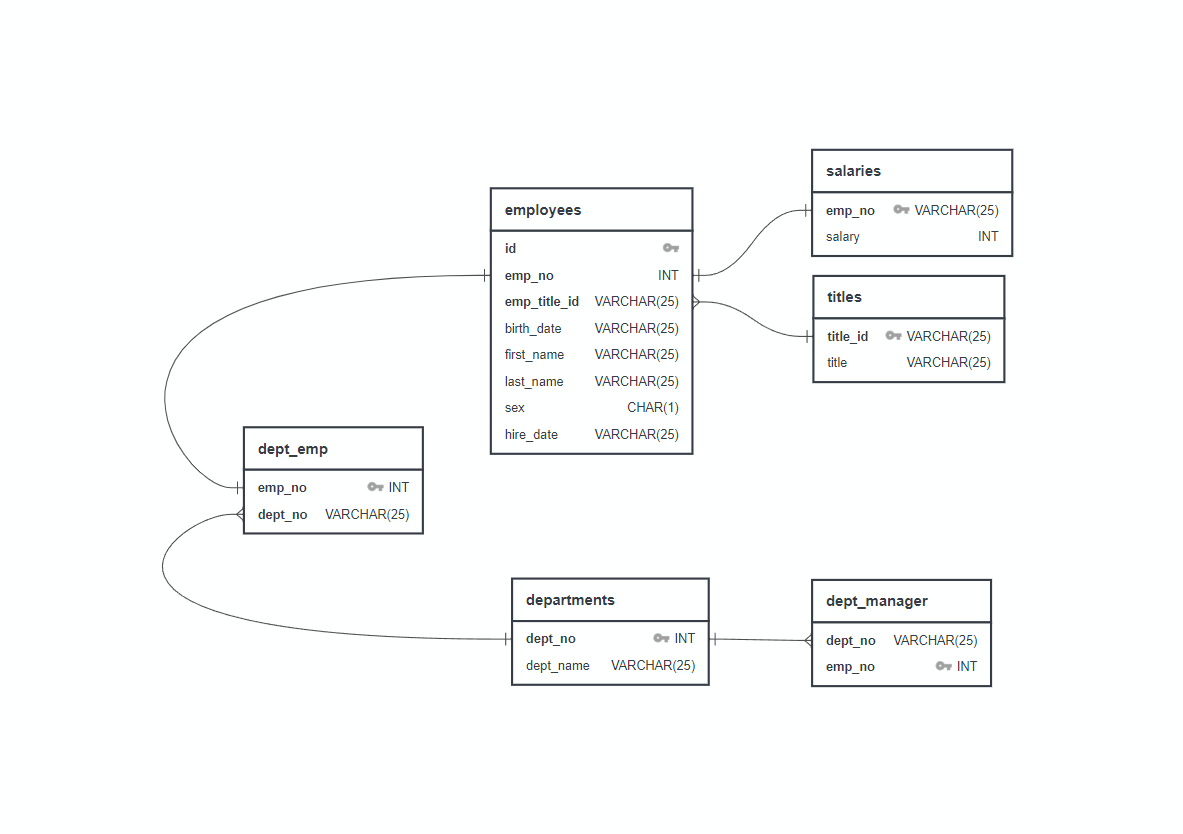 employees
id
emp_no INT
emp_title_id VARCHAR(25)
birth_date VARCHAR(25)
first_name VARCHAR(25)
last_name VARCHAR(25)
sex CHAR(1)
hire_date VARCHAR(25)
salaries
emp_no VARCHAR(25)
salary INT
titles
title_id VARCHAR(25)
title VARCHAR(25)
dept_emp
emp_no INT
dept_no VARCHAR(25)
departments
dept_no INT
dept_name VARCHAR(25)
dept_manager
dept_no VARCHAR(25)
emp_no INT